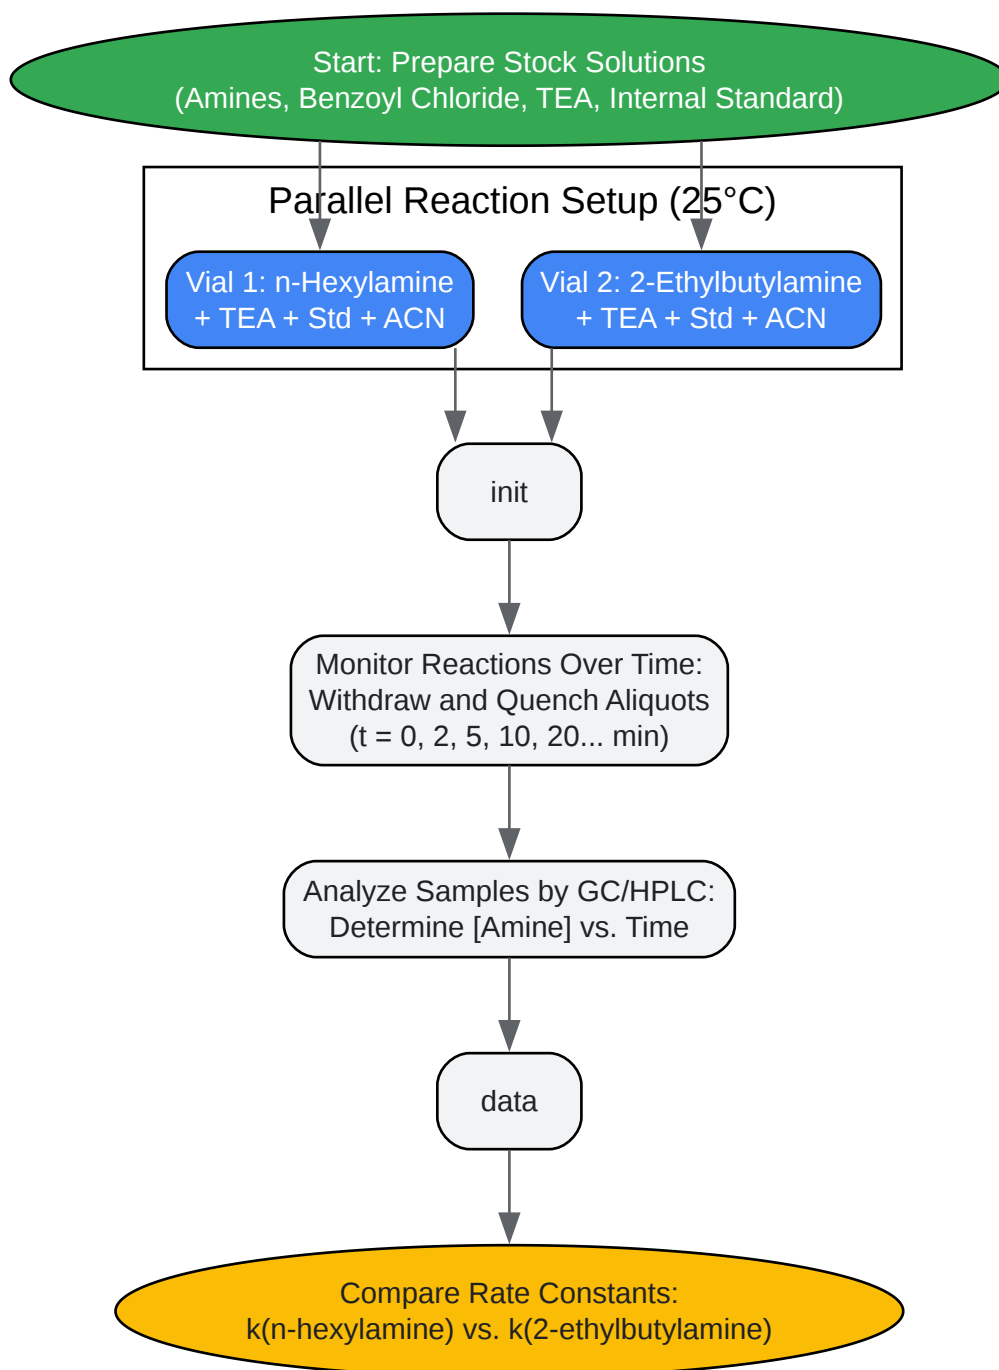 Start: Prepare Stock Solutions
(Amines, Benzoyl Chloride, TEA, Internal Standard)
Parallel Reaction Setup (25°C)
Vial 1: n-Hexylamine
+ TEA + Std + ACN
Vial 2: 2-Ethylbutylamine
+ TEA + Std + ACN
init
Monitor Reactions Over Time:
Withdraw and Quench Aliquots
(t = 0, 2, 5, 10, 20... min)
Analyze Samples by GC/HPLC:
Determine [Amine] vs. Time
data
Compare Rate Constants:
k(n-hexylamine) vs. k(2-ethylbutylamine)